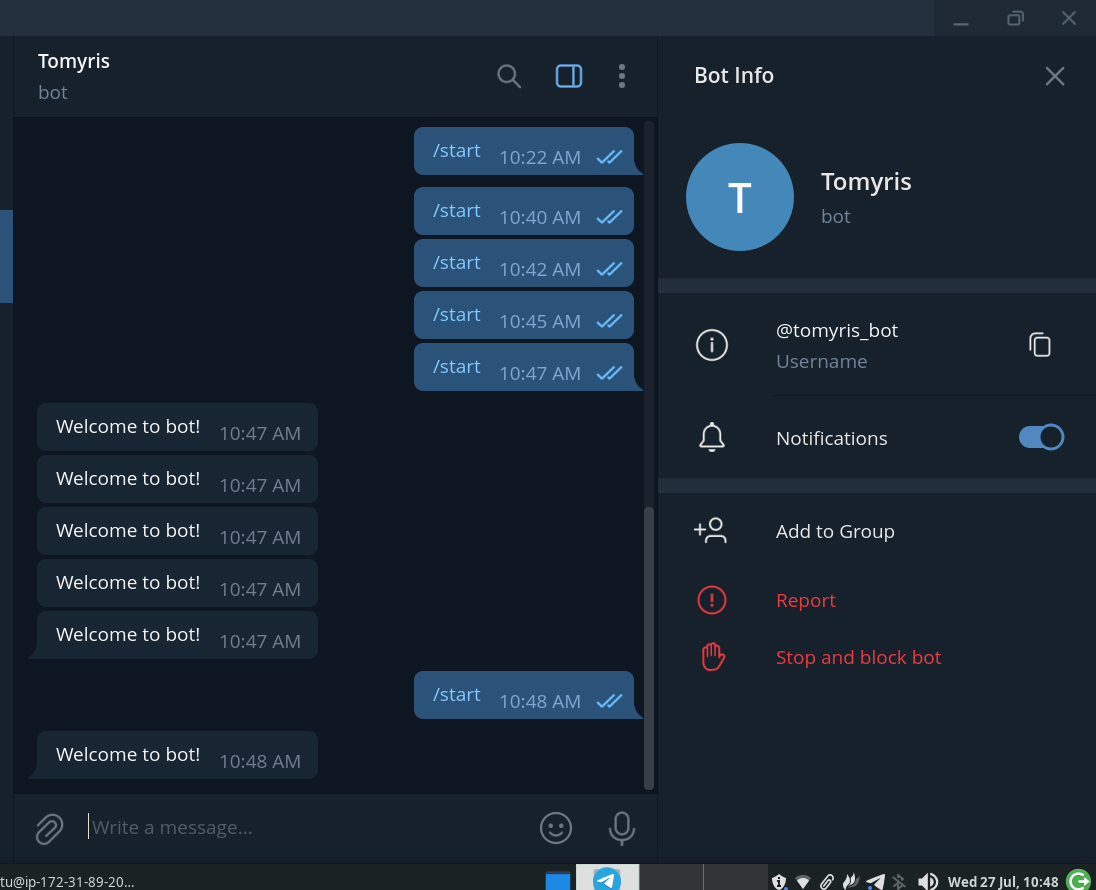 Tomyris
bot
/start 10:22 AM
/start 10:40 AM
/start 10:42 AM
/start 10:45 AM
/start 10:47 AM
Welcome to bot! 10:47 AM
Welcome to bot! 10:47 AM
Welcome to bot! 10:47 AM
Welcome to bot! 10:47 AM
Welcome to bot! 10:47 AM
/start 10:48 AM
Welcome to bot! 10:48 AM
Write a message...
Bot Info
T
Tomyris
bot
@tomyris_bot
Username
Notifications
Add to Group
Report
Stop and block bot
tu@ip-172-31-89-20...
Wed 27 Jul, 10:48